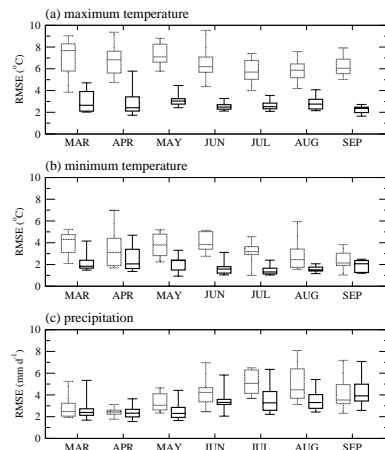 (a) maximum temperature
10
8
6
4
2
0
RMSE (°C)
MAR APR MAY JUN JUL AUG SEP
(b) minimum temperature
10
8
6
4
2
0
RMSE (°C)
MAR APR MAY JUN JUL AUG SEP
(c) precipitation
10
8
6
4
2
0
RMSE (mm d⁻¹)
MAR APR MAY JUN JUL AUG SEP